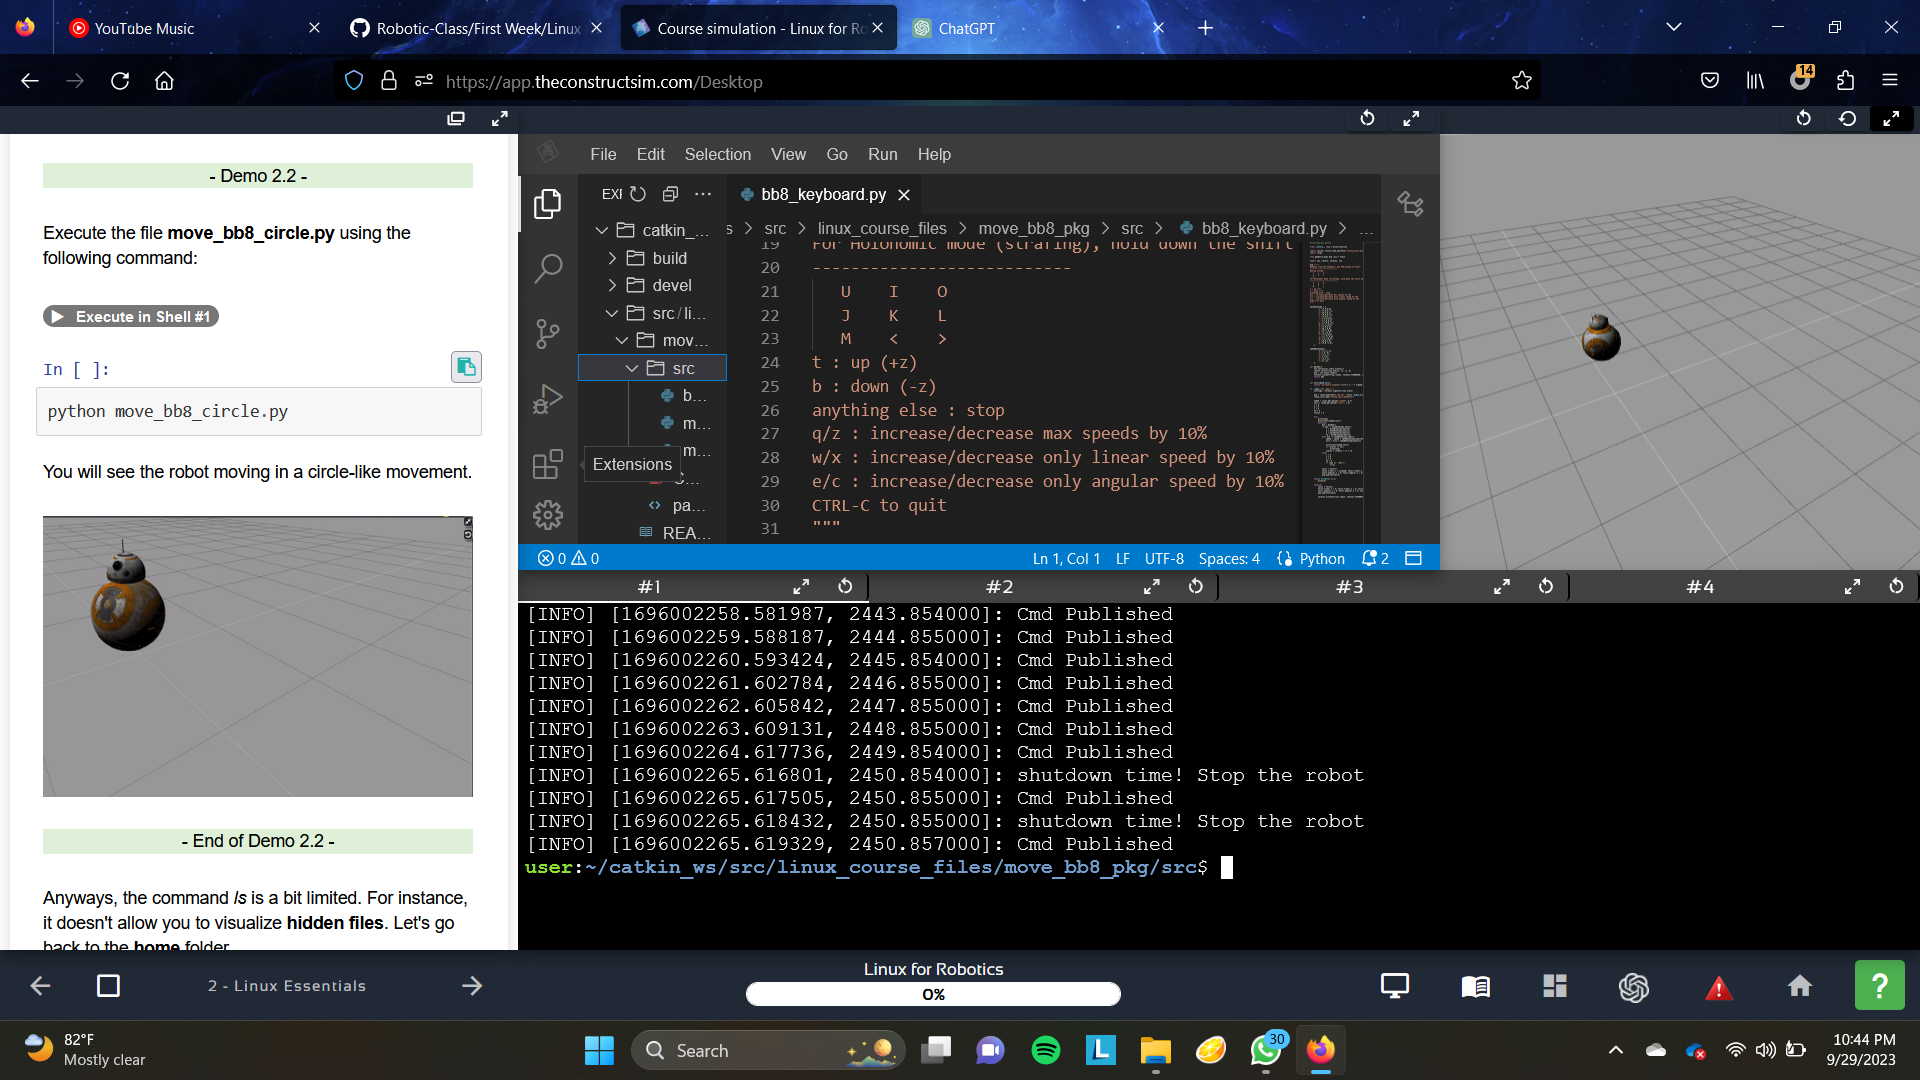 YouTube Music
Robotic-Class/First Week/Linux
Course simulation - Linux for Ro
ChatGPT
https://app.theconstructsim.com/Desktop
14
- Demo 2.2 -
Execute the file move_bb8_circle.py using the
following command:
Execute in Shell #1
In [ ]:
python move_bb8_circle.py
You will see the robot moving in a circle-like movement.
- End of Demo 2.2 -
Anyways, the command ls is a bit limited. For instance,
it doesn't allow you to visualize hidden files. Let's go
back to the home folder
File Edit Selection View Go Run Help
EXP
catkin_...
build
devel
src/li...
mov...
src
b...
m...
m...
pa...
REA...
Extensions
bb8_keyboard.py
s > src > linux_course_files > move_bb8_pkg > src > bb8_keyboard.py > ...
19 For Holonomic mode (strafing), hold down the shift
20 ---------------------------
21 U I O
22 J K L
23 M < >
24 t : up (+z)
25 b : down (-z)
26 anything else : stop
27 q/z : increase/decrease max speeds by 10%
28 w/x : increase/decrease only linear speed by 10%
29 e/c : increase/decrease only angular speed by 10%
30 CTRL-C to quit
31 """
0 0 Ln 1, Col 1 LF UTF-8 Spaces: 4 Python 2
#1 #2 #3 #4
[INFO] [1696002258.581987, 2443.854000]: Cmd Published
[INFO] [1696002259.588187, 2444.855000]: Cmd Published
[INFO] [1696002260.593424, 2445.854000]: Cmd Published
[INFO] [1696002261.602784, 2446.855000]: Cmd Published
[INFO] [1696002262.605842, 2447.855000]: Cmd Published
[INFO] [1696002263.609131, 2448.855000]: Cmd Published
[INFO] [1696002264.617736, 2449.854000]: Cmd Published
[INFO] [1696002265.616801, 2450.854000]: shutdown time! Stop the robot
[INFO] [1696002265.617505, 2450.855000]: Cmd Published
[INFO] [1696002265.618432, 2450.855000]: shutdown time! Stop the robot
[INFO] [1696002265.619329, 2450.857000]: Cmd Published
user:~/catkin_ws/src/linux_course_files/move_bb8_pkg/src$
2 - Linux Essentials
Linux for Robotics
0%
?
82°F
Mostly clear
Search
L
30
10:44 PM
9/29/2023